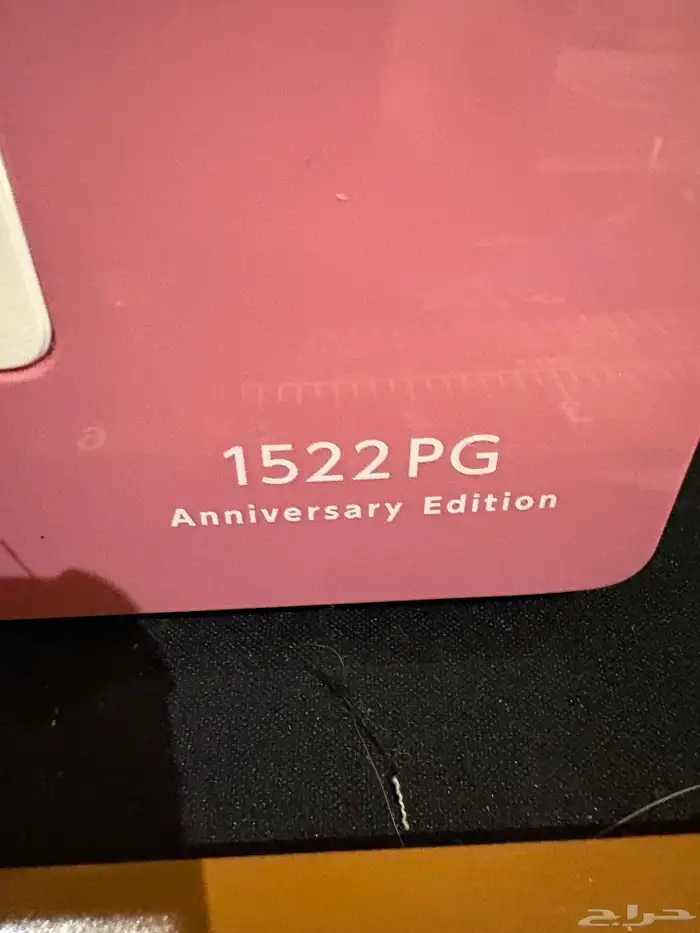 1522PG
Anniversary Edition
حراج